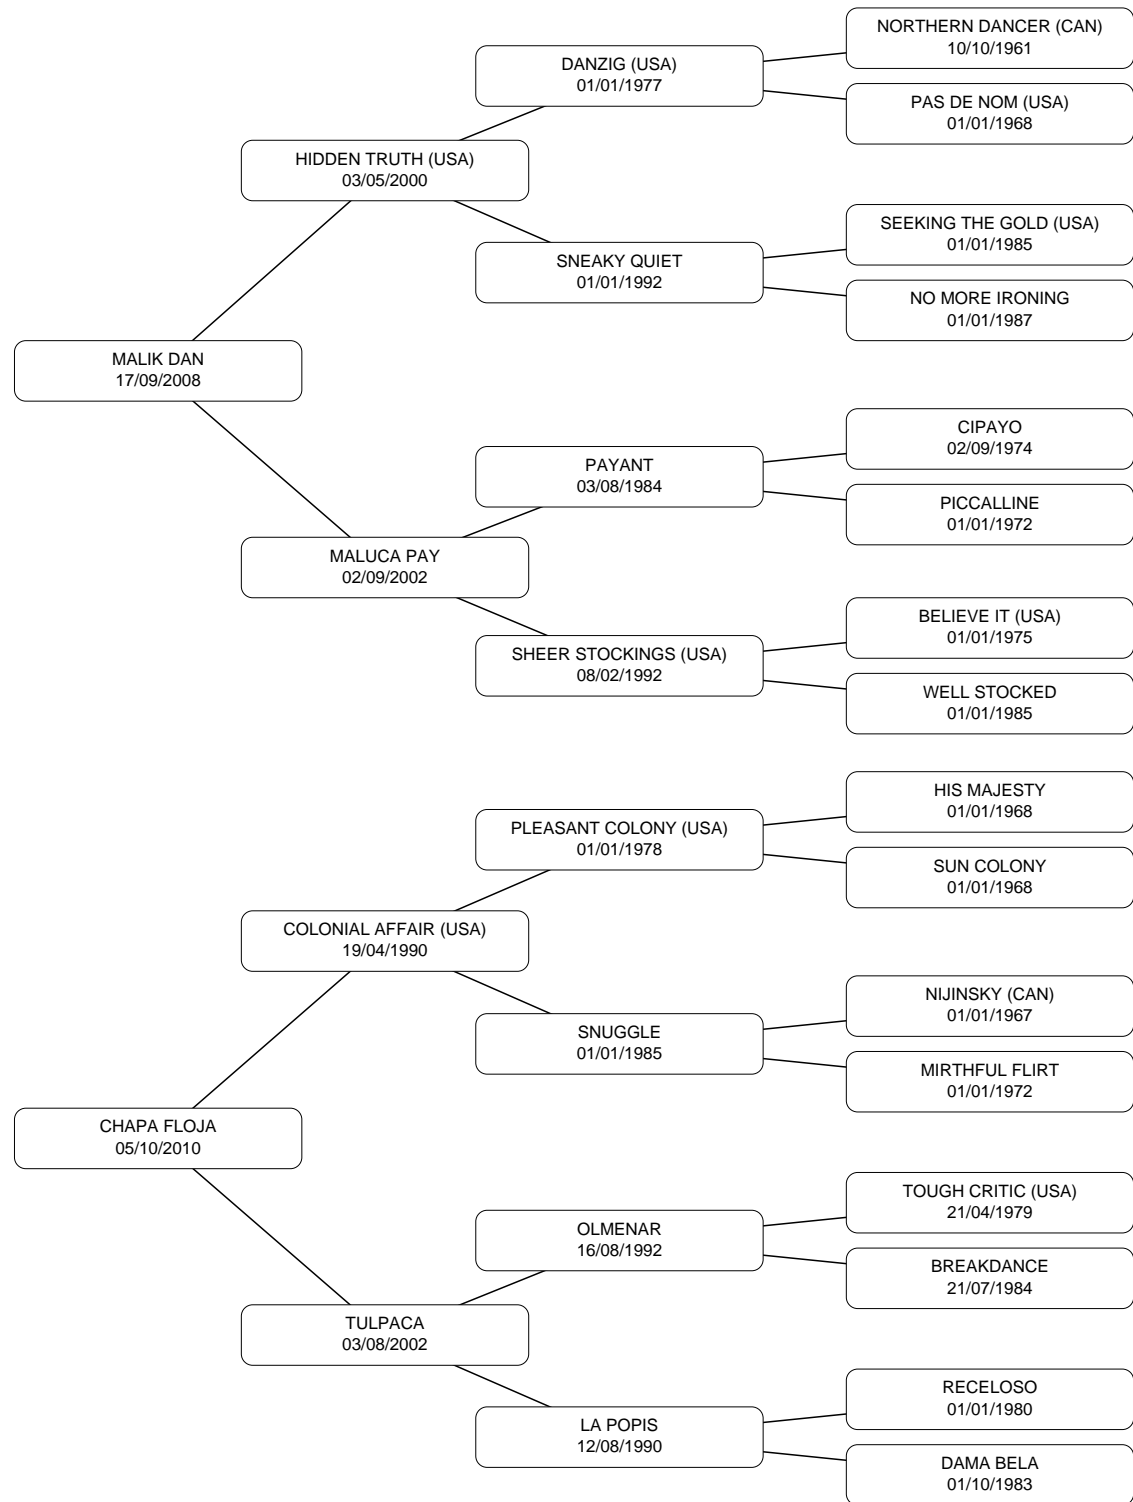 NORTHERN DANCER (CAN)
10/10/1961
DANZIG (USA)
01/01/1977
PAS DE NOM (USA)
01/01/1968
HIDDEN TRUTH (USA)
03/05/2000
SEEKING THE GOLD (USA)
01/01/1985
SNEAKY QUIET
01/01/1992
NO MORE IRONING
01/01/1987
MALIK DAN
17/09/2008
CIPAYO
02/09/1974
PAYANT
03/08/1984
PICCALLINE
01/01/1972
MALUCA PAY
02/09/2002
BELIEVE IT (USA)
01/01/1975
SHEER STOCKINGS (USA)
08/02/1992
WELL STOCKED
01/01/1985
HIS MAJESTY
01/01/1968
PLEASANT COLONY (USA)
01/01/1978
SUN COLONY
01/01/1968
COLONIAL AFFAIR (USA)
19/04/1990
NIJINSKY (CAN)
01/01/1967
SNUGGLE
01/01/1985
MIRTHFUL FLIRT
01/01/1972
CHAPA FLOJA
05/10/2010
TOUGH CRITIC (USA)
21/04/1979
OLMENAR
16/08/1992
BREAKDANCE
21/07/1984
TULPACA
03/08/2002
RECELOSO
01/01/1980
LA POPIS
12/08/1990
DAMA BELA
01/10/1983